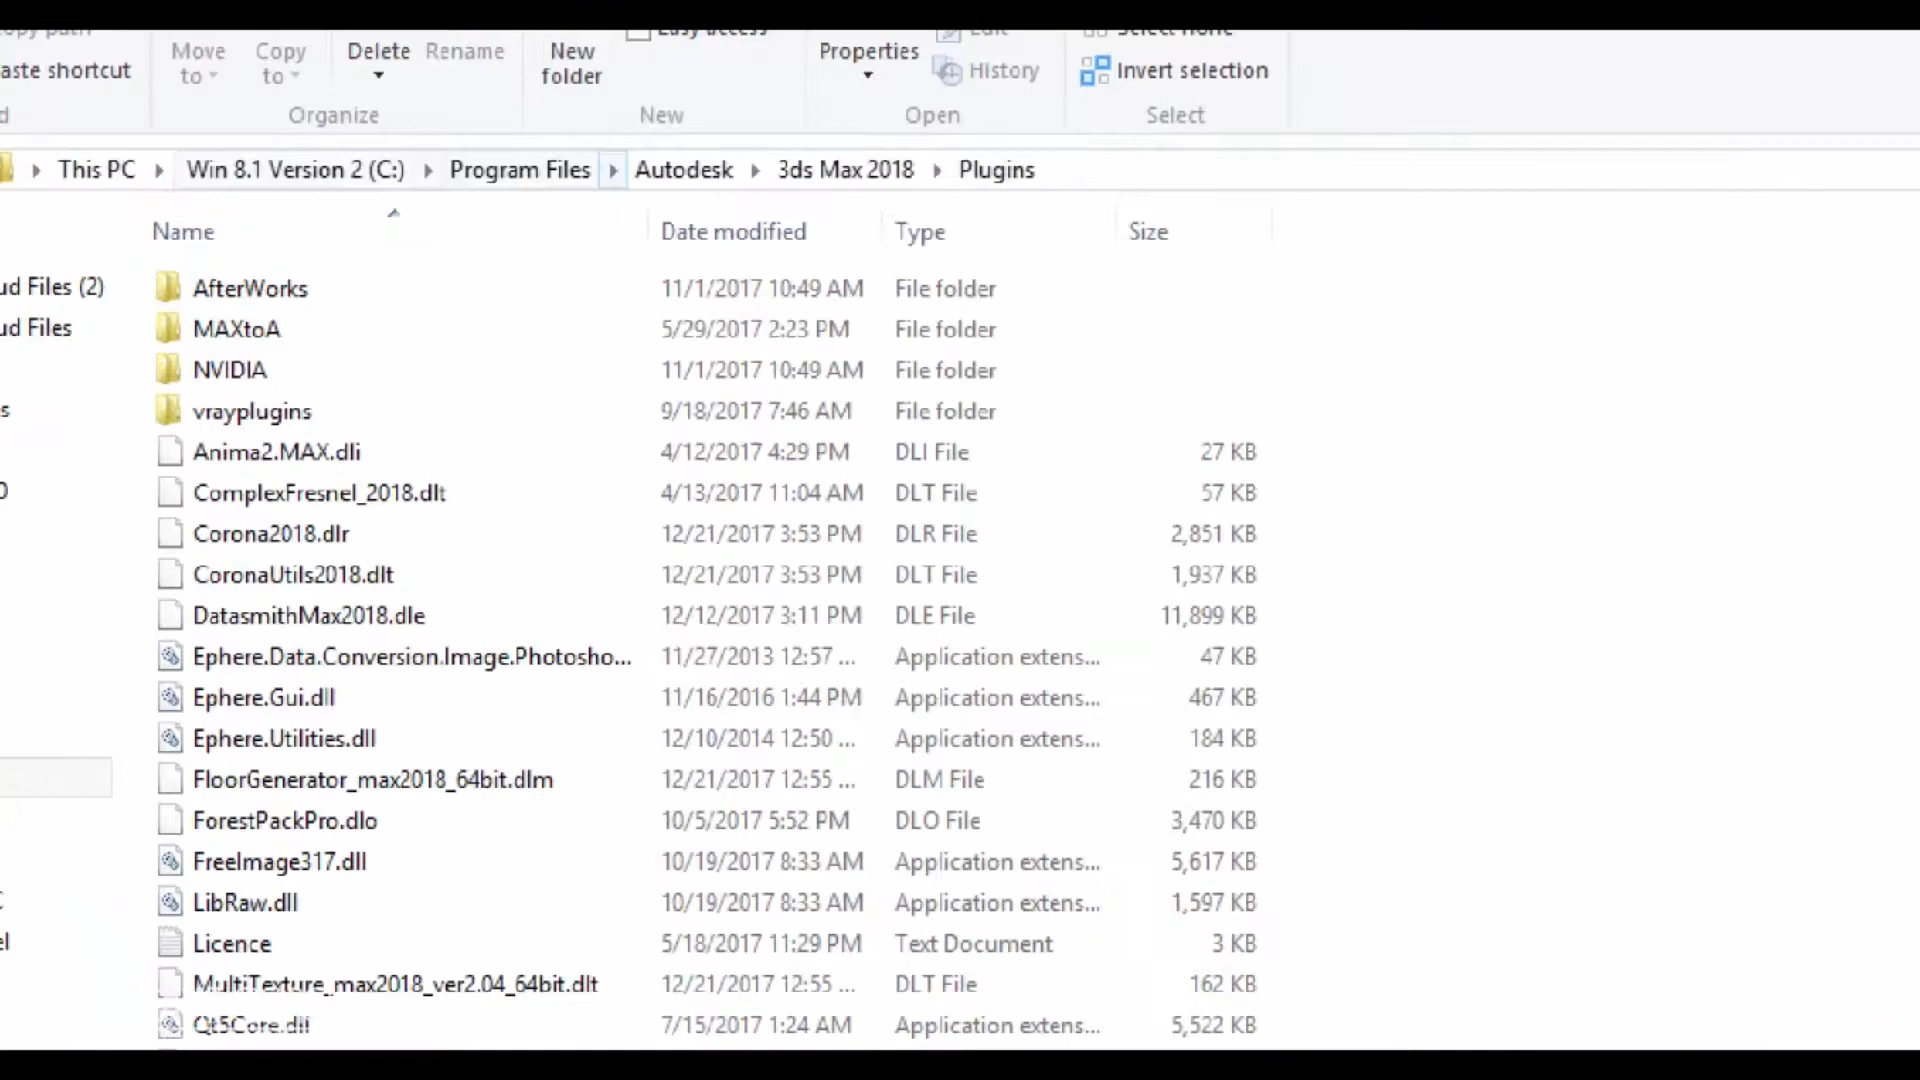 Move to
Copy to
Delete
Rename
New folder
Easy access
Properties
Edit
History
Select none
Invert selection
aste shortcut
Organize
New
Open
Select
This PC
Win 8.1 Version 2 (C:)
Program Files
Autodesk
3ds Max 2018
Plugins
Name
Date modified
Type
Size
ud Files (2)
ud Files
AfterWorks 11/1/2017 10:49 AM File folder
MAXtoA 5/29/2017 2:23 PM File folder
NVIDIA 11/1/2017 10:49 AM File folder
vrayplugins 9/18/2017 7:46 AM File folder
Anima2.MAX.dli 4/12/2017 4:29 PM DLI File 27 KB
ComplexFresnel_2018.dlt 4/13/2017 11:04 AM DLT File 57 KB
Corona2018.dlr 12/21/2017 3:53 PM DLR File 2,851 KB
CoronaUtils2018.dlt 12/21/2017 3:53 PM DLT File 1,937 KB
DatasmithMax2018.dle 12/12/2017 3:11 PM DLE File 11,899 KB
Ephere.Data.Conversion.Image.Photosho... 11/27/2013 12:57 ... Application extens... 47 KB
Ephere.Gui.dll 11/16/2016 1:44 PM Application extens... 467 KB
Ephere.Utilities.dll 12/10/2014 12:50 ... Application extens... 184 KB
FloorGenerator_max2018_64bit.dlm 12/21/2017 12:55 ... DLM File 216 KB
ForestPackPro.dlo 10/5/2017 5:52 PM DLO File 3,470 KB
FreeImage317.dll 10/19/2017 8:33 AM Application extens... 5,617 KB
LibRaw.dll 10/19/2017 8:33 AM Application extens... 1,597 KB
Licence 5/18/2017 11:29 PM Text Document 3 KB
MultiTexture_max2018_ver2.04_64bit.dlt 12/21/2017 12:55 ... DLT File 162 KB
Qt5Core.dll 7/15/2017 1:24 AM Application extens... 5,522 KB